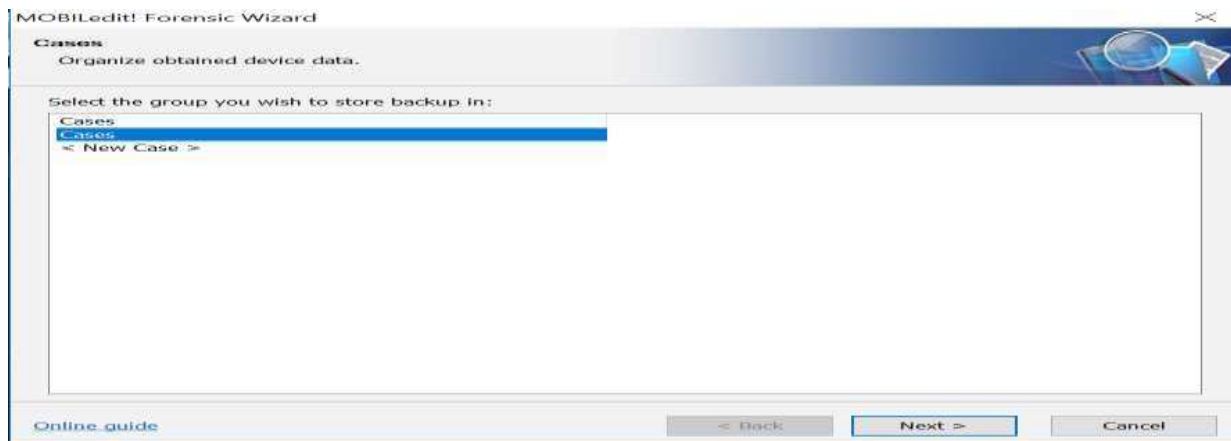 MOBILedit! Forensic Wizard
Cases
Organize obtained device data.
Select the group you wish to store backup in:
Cases
Cases
< New Case >
Online guide
< Back
Next >
Cancel